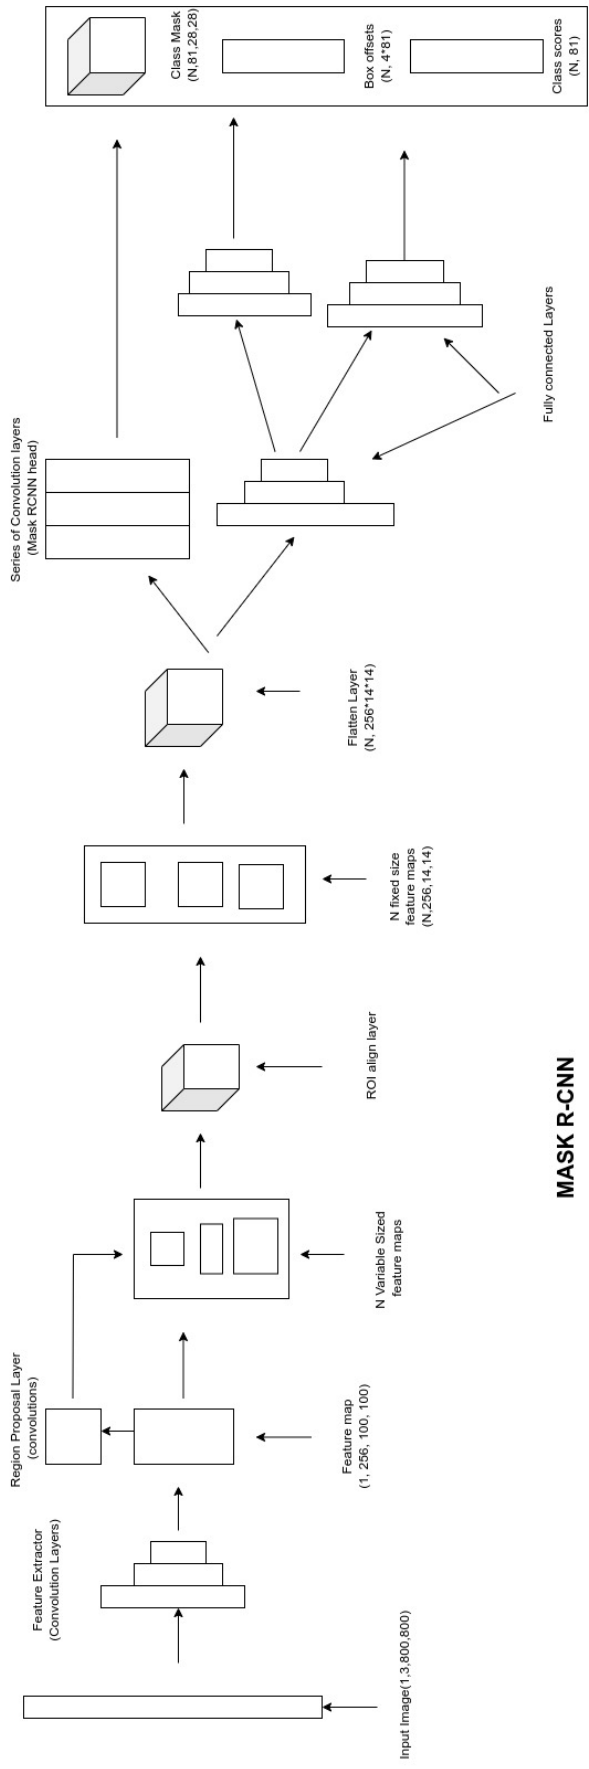 Input Image(1,3,800,800)
Feature Extractor
(Convolution Layers)
Region Proposal Layer
(convolutions)
Feature map
(1, 256, 100, 100)
N Variable Sized
feature maps
ROI align layer
N fixed size
feature maps
(N,256,14,14)
Flatten Layer
(N, 256*14*14)
Series of Convolution layers
(Mask RCNN head)
Fully connected Layers
Class Mask
(N,81,28,28)
Box offsets
(N, 4*81)
Class scores
(N, 81)
MASK R-CNN